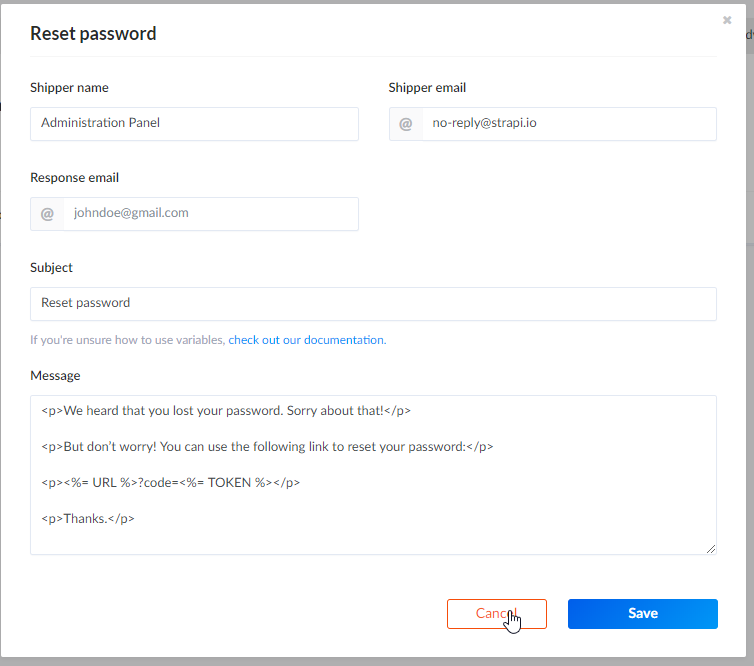 Reset password
Shipper name
Shipper email
Administration Panel
@ no-reply@strapi.io
Response email
@ johndoe@gmail.com
Subject
Reset password
If you're unsure how to use variables, check out our documentation.
Message
<p>We heard that you lost your password. Sorry about that!</p>
<p>But don’t worry! You can use the following link to reset your password:</p>
<p><%= URL %>?code=<%= TOKEN %></p>
<p>Thanks.</p>
Cancel
Save